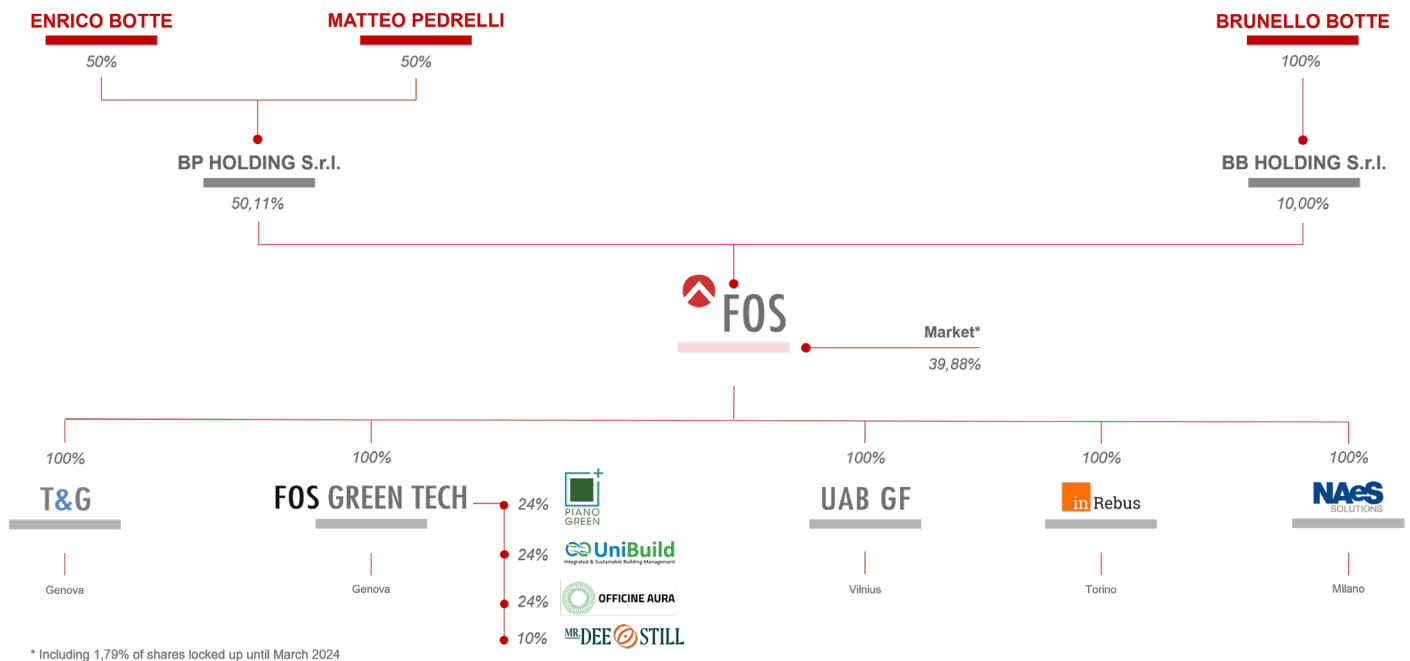 ENRICO BOTTE
MATTEO PEDRELLI
BRUNELLO BOTTE
50%
50%
100%
BP HOLDING S.r.l.
BB HOLDING S.r.l.
50,11%
10,00%
FOS
Market*
39,88%
100%
100%
100%
100%
100%
T&G
FOS GREEN TECH
24%
PIANO
GREEN
UAB GF
in Rebus
NAeS
SOLUTIONS
24%
UniBuild
Integrated & Sustainable Building Management
Genova
Genova
Vilnius
Torino
Milano
24%
OFFICINE AURA
10%
MR. DEE STILL
* Including 1,79% of shares locked up until March 2024